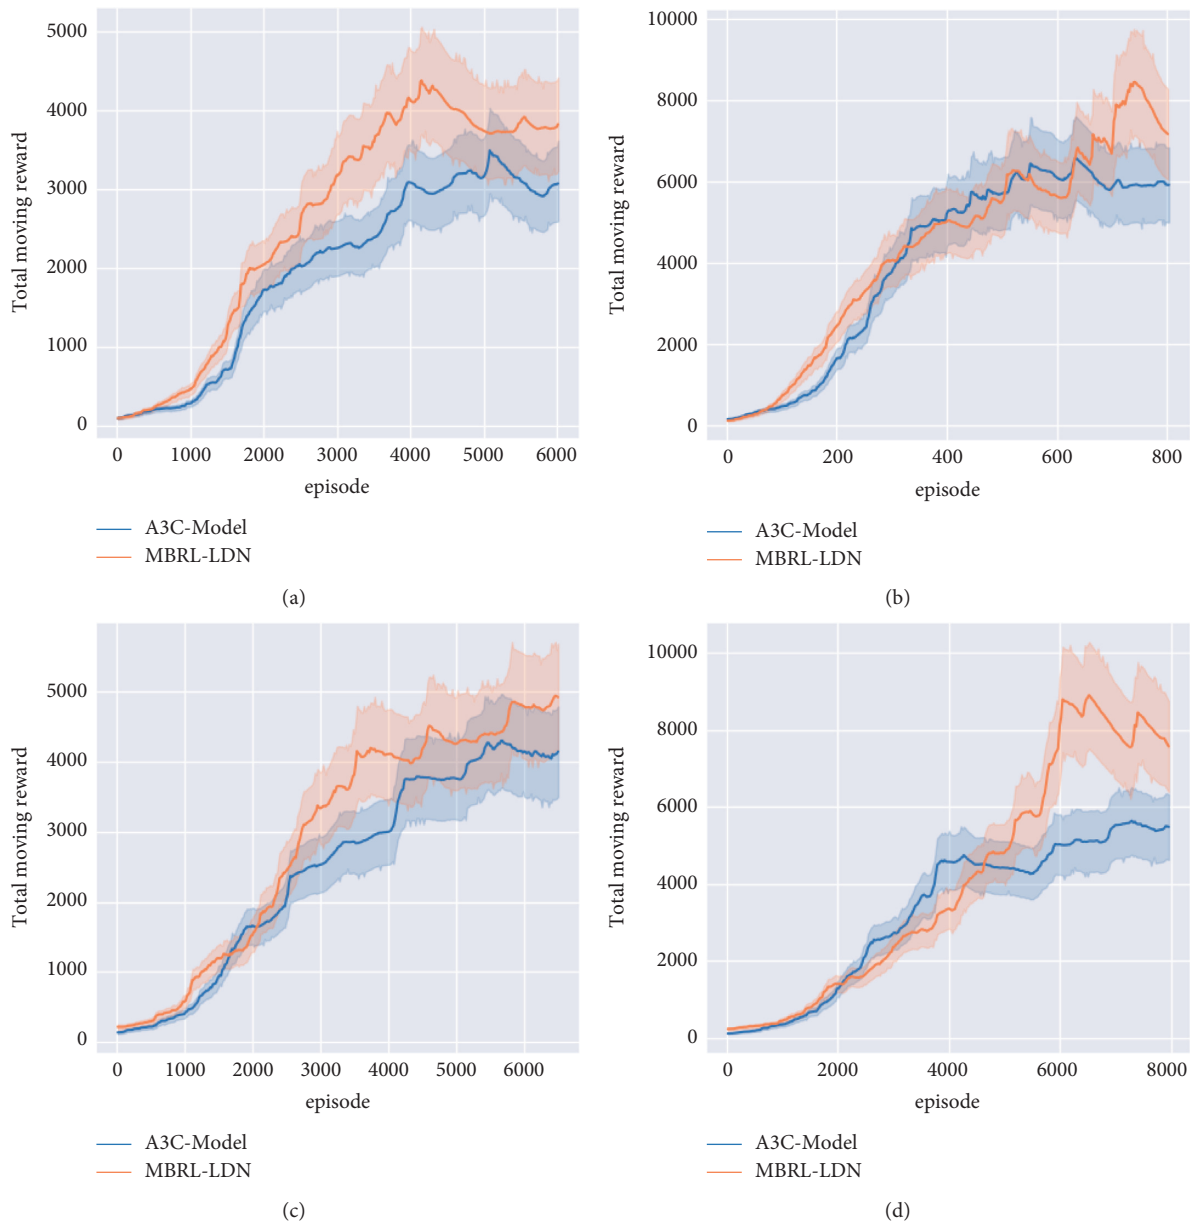 5000
4000
3000
2000
1000
0
Total moving reward
0 1000 2000 3000 4000 5000 6000
episode
A3C-Model
MBRL-LDN
(a)
10000
8000
6000
4000
2000
0
Total moving reward
0 200 400 600 800
episode
A3C-Model
MBRL-LDN
(b)
5000
4000
3000
2000
1000
0
Total moving reward
0 1000 2000 3000 4000 5000 6000
episode
A3C-Model
MBRL-LDN
(c)
10000
8000
6000
4000
2000
0
Total moving reward
0 2000 4000 6000 8000
episode
A3C-Model
MBRL-LDN
(d)